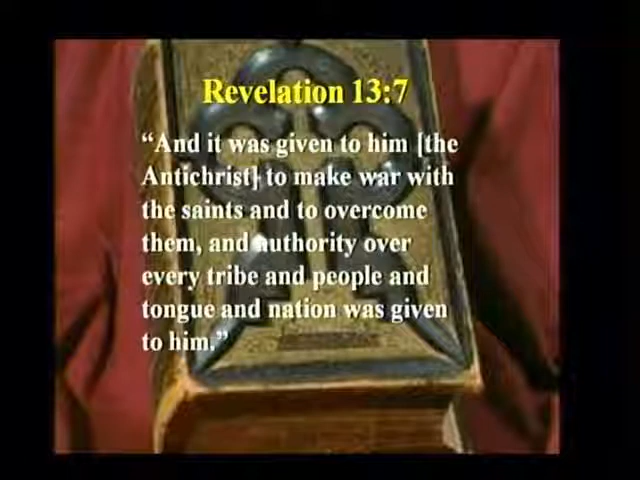 Revelation 13:7
“And it was given to him [the
Antichrist] to make war with
the saints and to overcome
them, and authority over
every tribe and people and
tongue and nation was given
to him.”